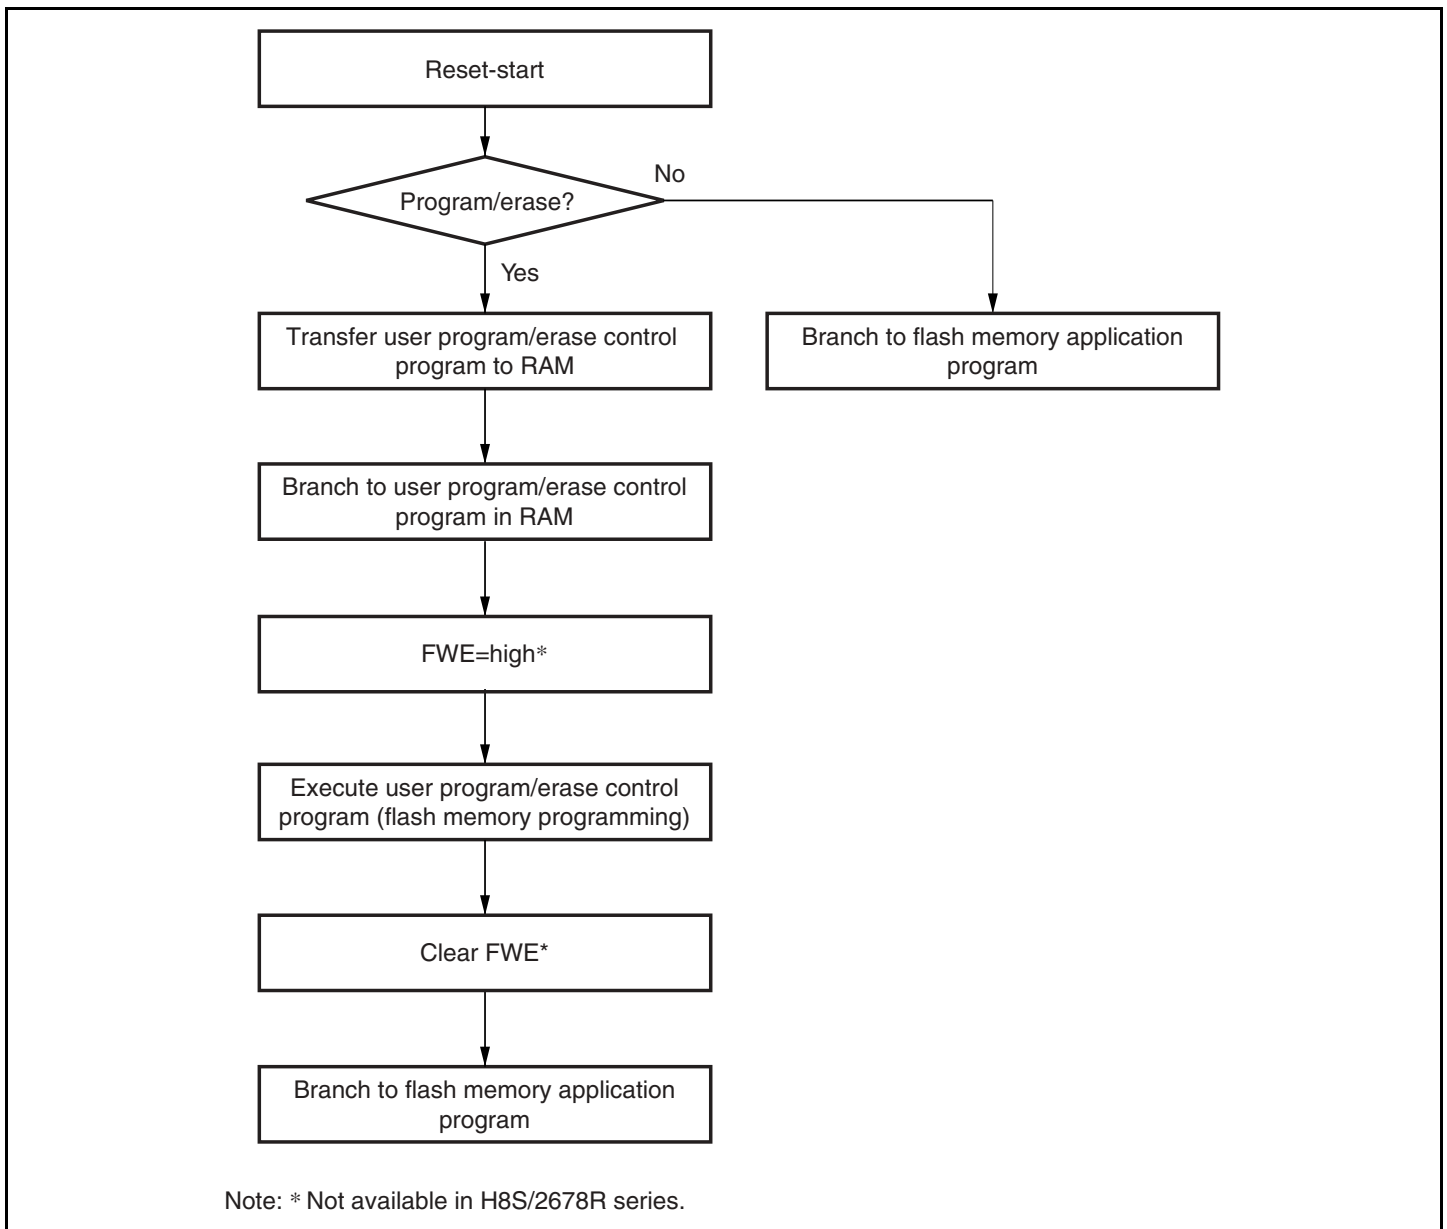 Reset-start
Program/erase?
No
Yes
Transfer user program/erase control
program to RAM
Branch to flash memory application
program
Branch to user program/erase control
program in RAM
FWE=high*
Execute user program/erase control
program (flash memory programming)
Clear FWE*
Branch to flash memory application
program
Note: * Not available in H8S/2678R series.